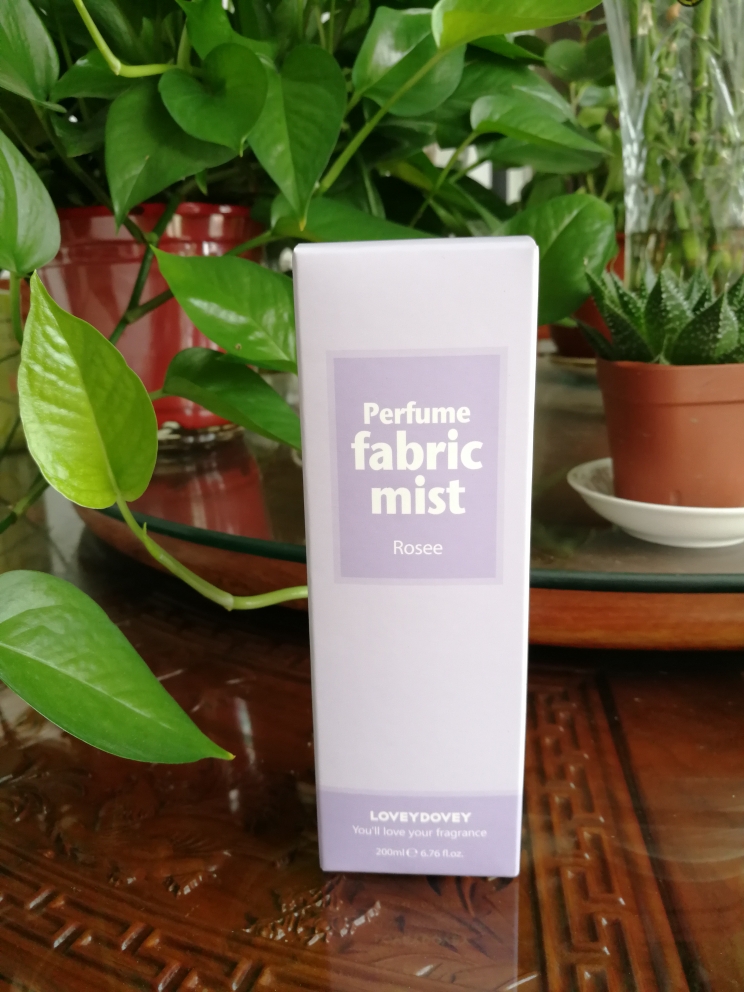 Perfume
fabric
mist
Rosee
LOVEYDOVEY
You'll love your fragrance
200ml ℮ 6.76 fl.oz.